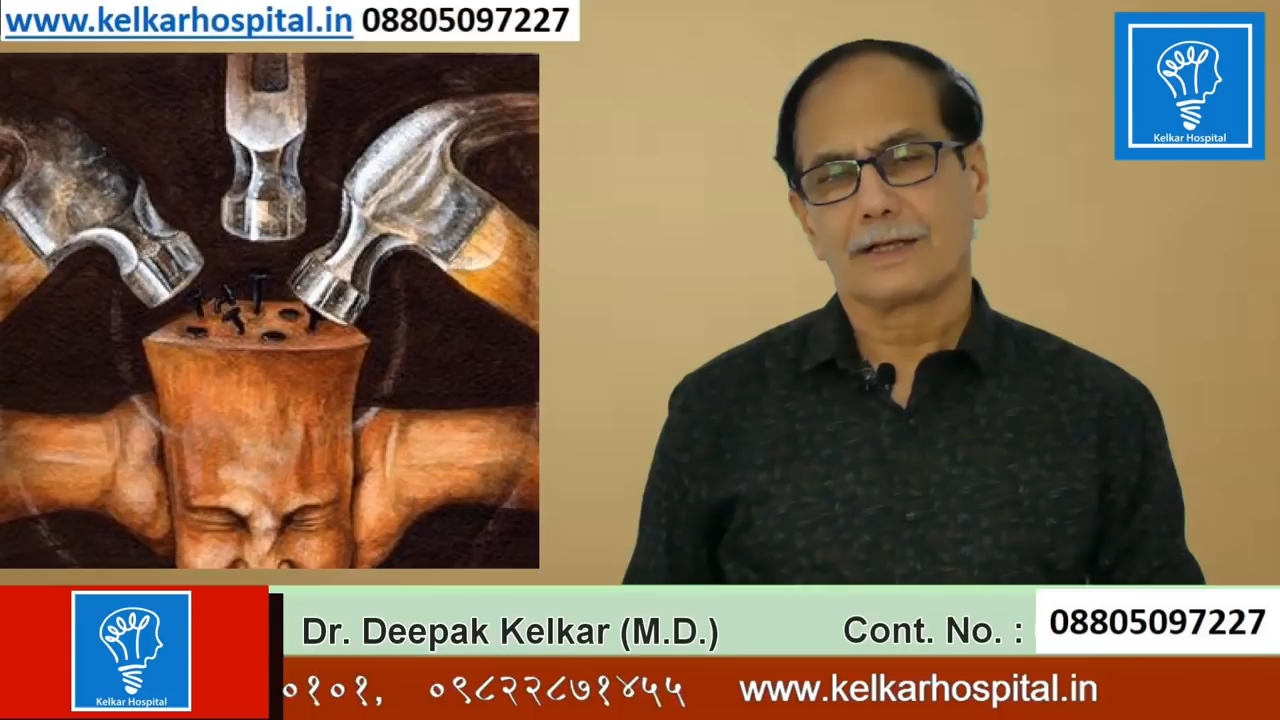 www.kelkarhospital.in 08805097227
Kelkar Hospital
Dr. Deepak Kelkar (M.D.) Cont. No. : 08805097227
Kelkar Hospital
०१०१, ०९८२२८७१४५५ www.kelkarhospital.in